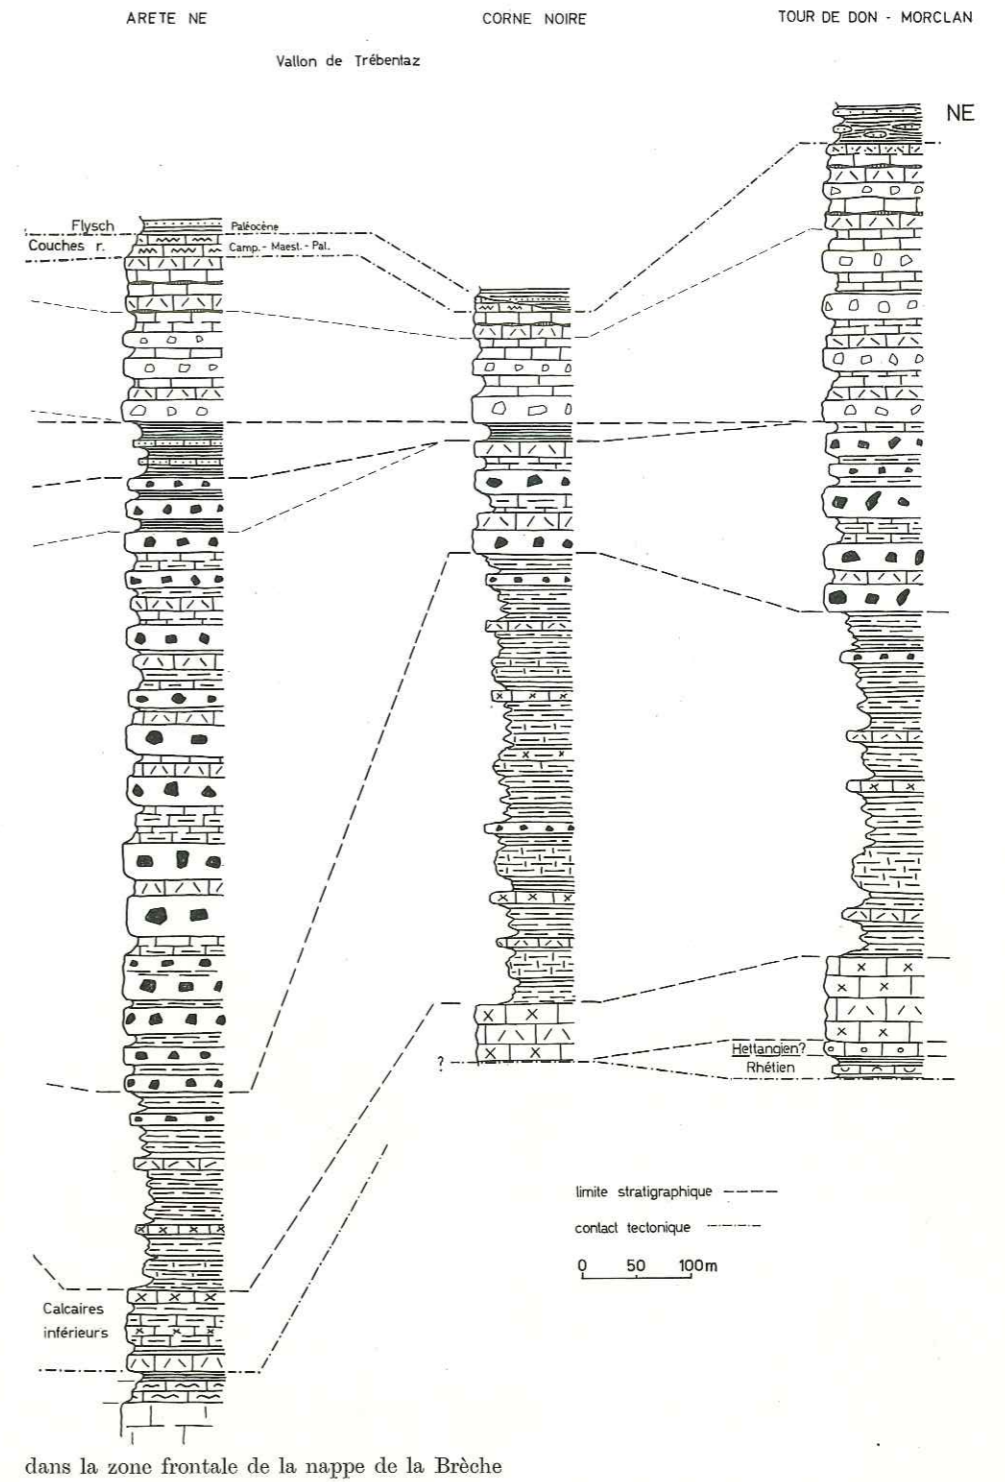 ARETE NE
CORNE NOIRE
TOUR DE DON - MORCLAN
Vallon de Trébentaz
NE
Flysch
Paléocène
Couches r.
Camp. - Maest. - Pal.
?
Hettangien?
Rhétien
limite stratigraphique
contact tectonique
0 50 100m
Calcaires
inférieurs
dans la zone frontale de la nappe de la Brèche